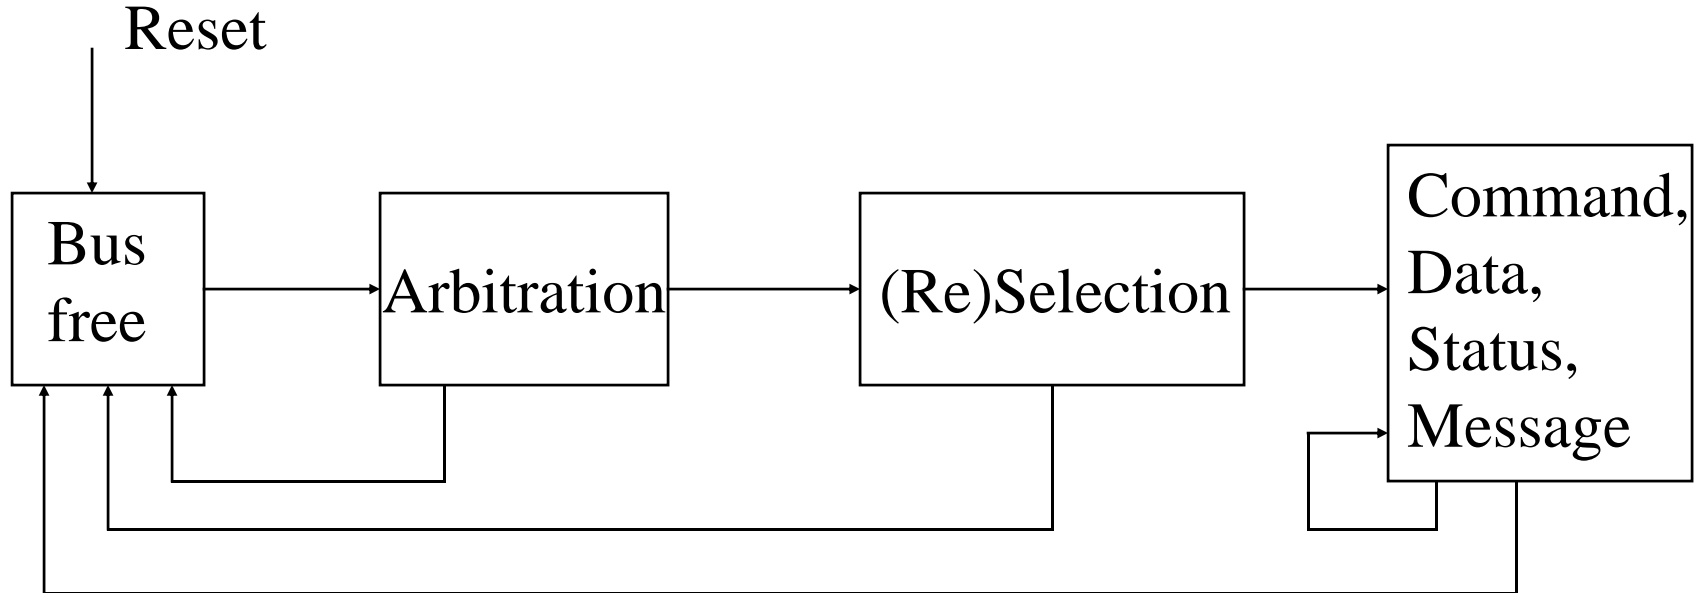 Reset
Bus
free
Arbitration
(Re)Selection
Command,
Data,
Status,
Message